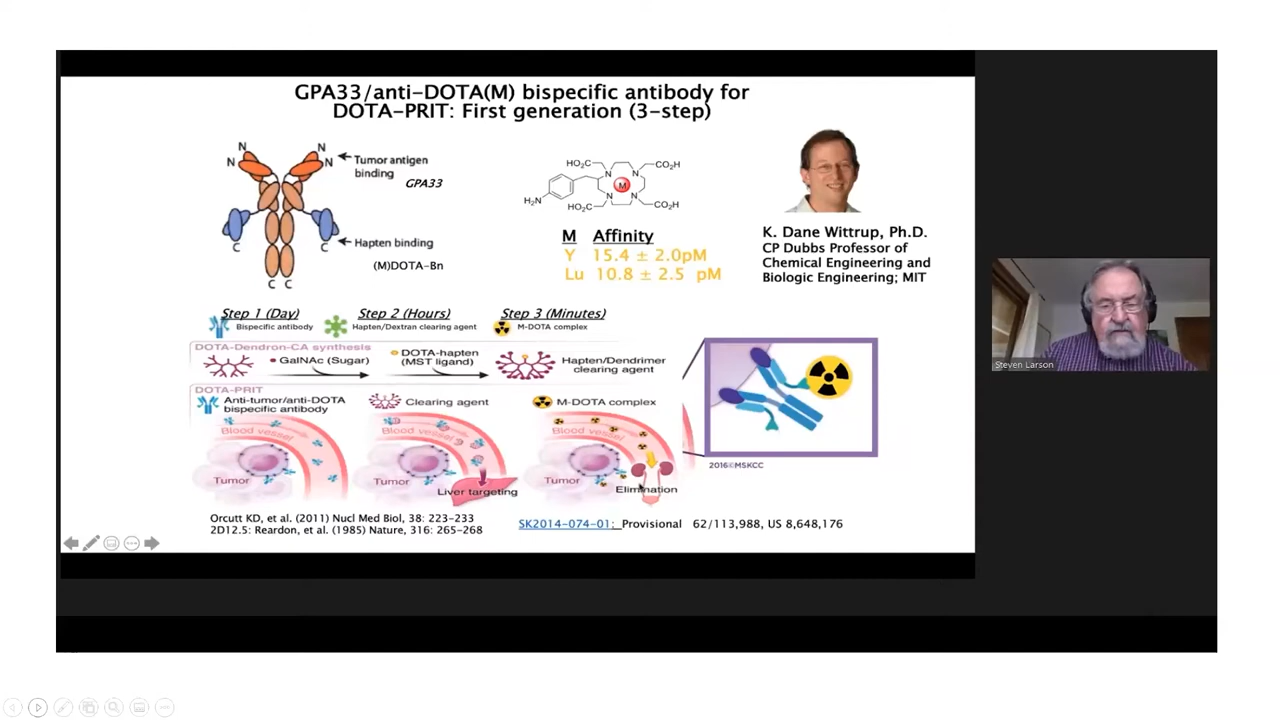 GPA33/anti-DOTA(M) bispecific antibody for
DOTA-PRIT: First generation (3-step)
N
N
N
N
Tumor antigen
binding
GPA33
C
C
Hapten binding
(M)DOTA-Bn
C C
HO₂C
CO₂H
N
N
M
N
N
H₂N
HO₂C
CO₂H
M Affinity
Y 15.4 ± 2.0pM
Lu 10.8 ± 2.5 pM
K. Dane Wittrup, Ph.D.
CP Dubbs Professor of
Chemical Engineering and
Biologic Engineering; MIT
Steven Larson
Step 1 (Day)
Bispecific antibody
Step 2 (Hours)
Hapten/Dextran clearing agent
Step 3 (Minutes)
M-DOTA complex
DOTA-Dendron-CA synthesis
GalNAc (Sugar)
DOTA-hapten
(MST ligand)
Hapten/Dendrimer
clearing agent
DOTA-PRIT
Anti-tumor/anti-DOTA
bispecific antibody
Clearing agent
M-DOTA complex
Blood vessel
Tumor
Blood vessel
Tumor
Liver targeting
Blood vessel
Tumor
Elimination
2016©MSKCC
Orcutt KD, et al. (2011) Nucl Med Biol, 38: 223-233
2D12.5: Reardon, et al. (1985) Nature, 316: 265-268
SK2014-074-01; Provisional 62/113,988, US 8,648,176